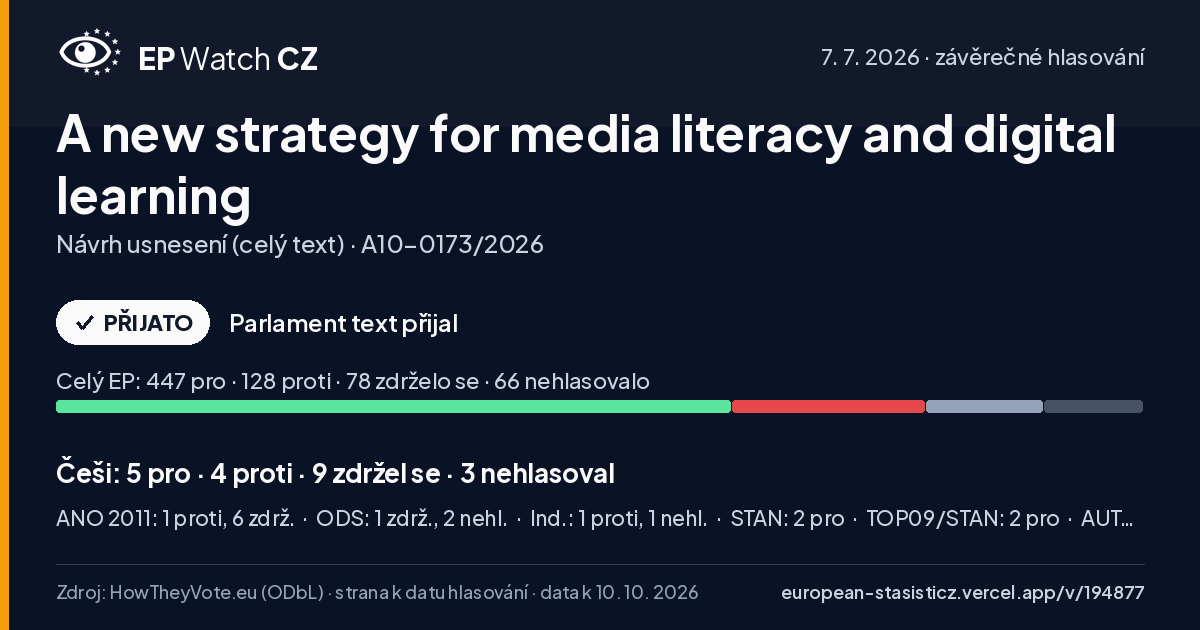 EP Watch CZ
7. 7. 2026 · závěrečné hlasování
A new strategy for media literacy and digital
learning
Návrh usnesení (celý text) · A10–0173/2026
✓ PŘIJATO Parlament text přijal
Celý EP: 447 pro · 128 proti · 78 zdrželo se · 66 nehlasovalo
Češi: 5 pro · 4 proti · 9 zdržel se · 3 nehlasoval
ANO 2011: 1 proti, 6 zdrž. · ODS: 1 zdrž., 2 nehl. · Ind.: 1 proti, 1 nehl. · STAN: 2 pro · TOP09/STAN: 2 pro · AUT…
Zdroj: HowTheyVote.eu (ODbL) · strana k datu hlasování · data k 10. 10. 2026
european-stasisticz.vercel.app/v/194877